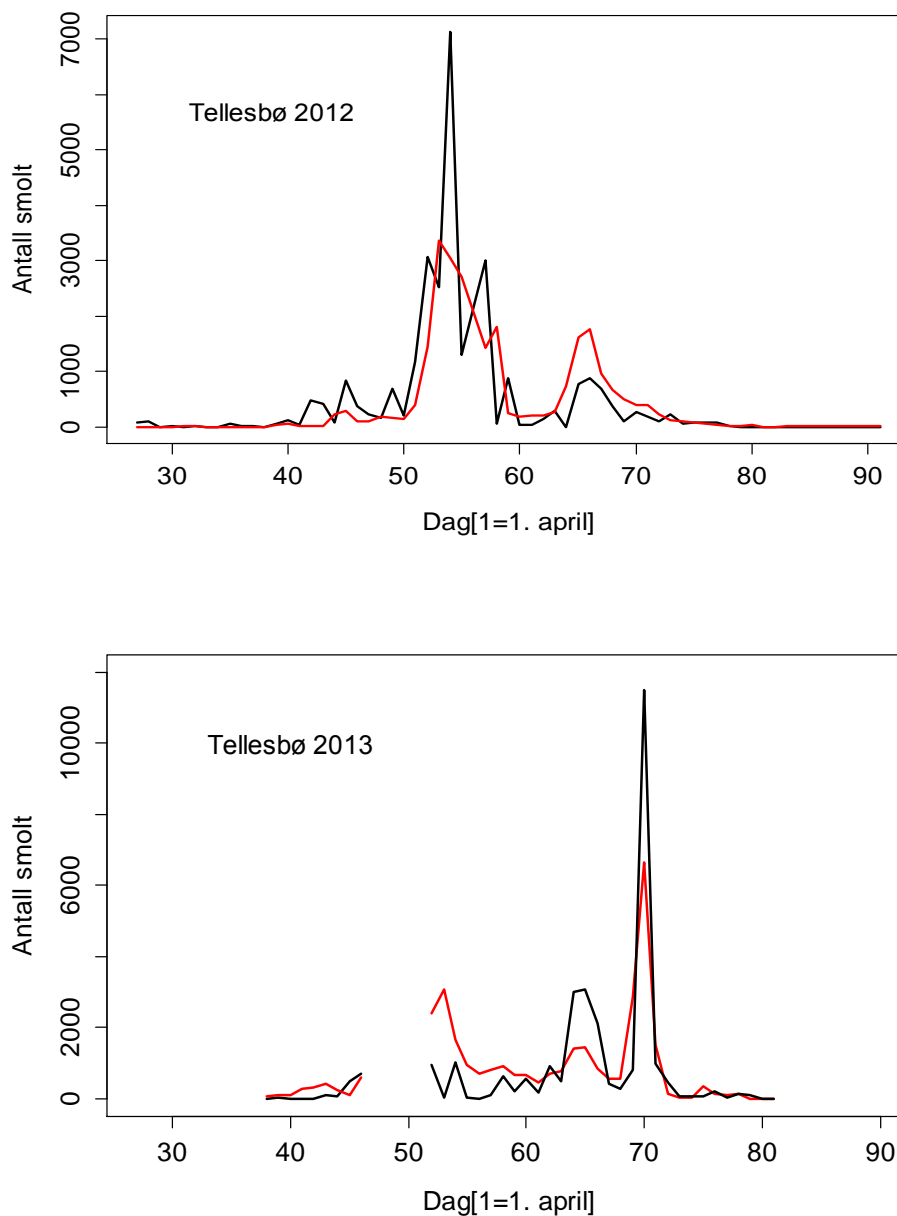 7000
5000
3000
1000
0
Antall smolt
Tellesbø 2012
30 40 50 60 70 80 90
Dag[1=1. april]
10000
6000
2000
0
Antall smolt
Tellesbø 2013
30 40 50 60 70 80 90
Dag[1=1. april]